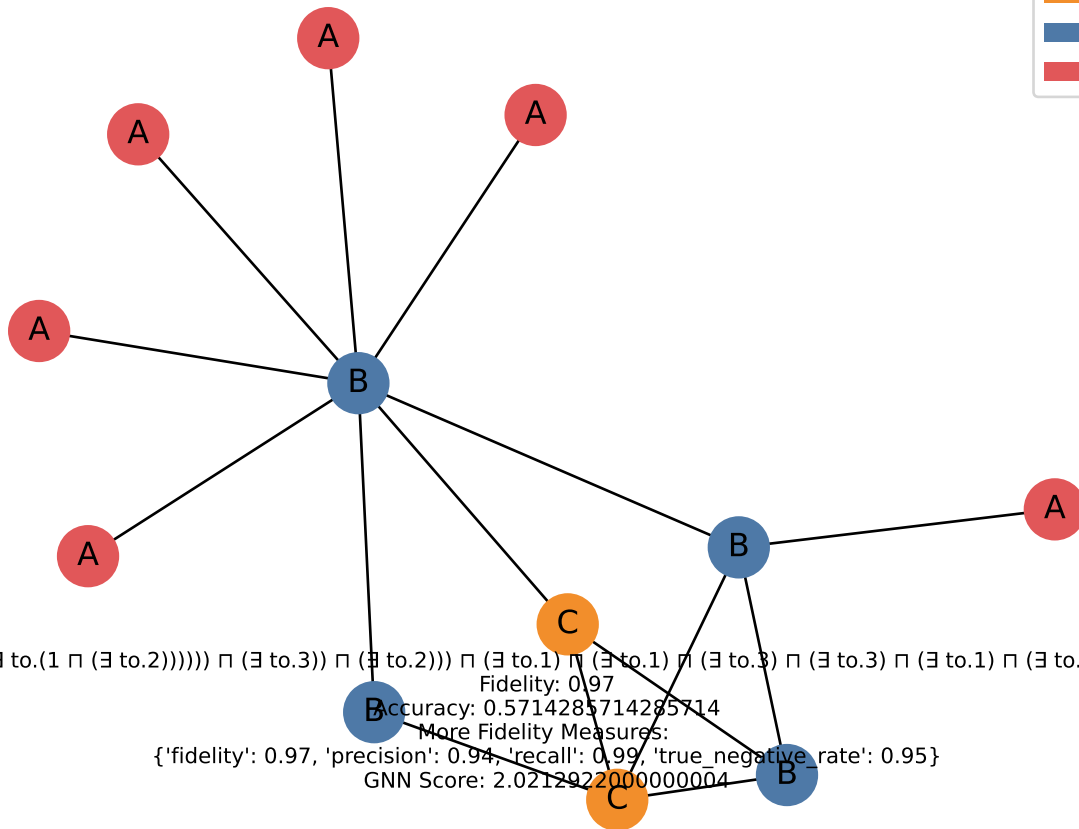 A
A
A
A
B
A
B
A
C
∃ to.(1 ⊓ (∃ to.2)))))) ⊓ (∃ to.3)) ⊓ (∃ to.2))) ⊓ (∃ to.1) ⊓ (∃ to.1) ⊓ (∃ to.3) ⊓ (∃ to.3) ⊓ (∃ to.1) ⊓ (∃ to.
Fidelity: 0.97
B
Accuracy: 0.5714285714285714
More Fidelity Measures:
{'fidelity': 0.97, 'precision': 0.94, 'recall': 0.99, 'true_negative_rate': 0.95}
B
GNN Score: 2.0212922000000004
C